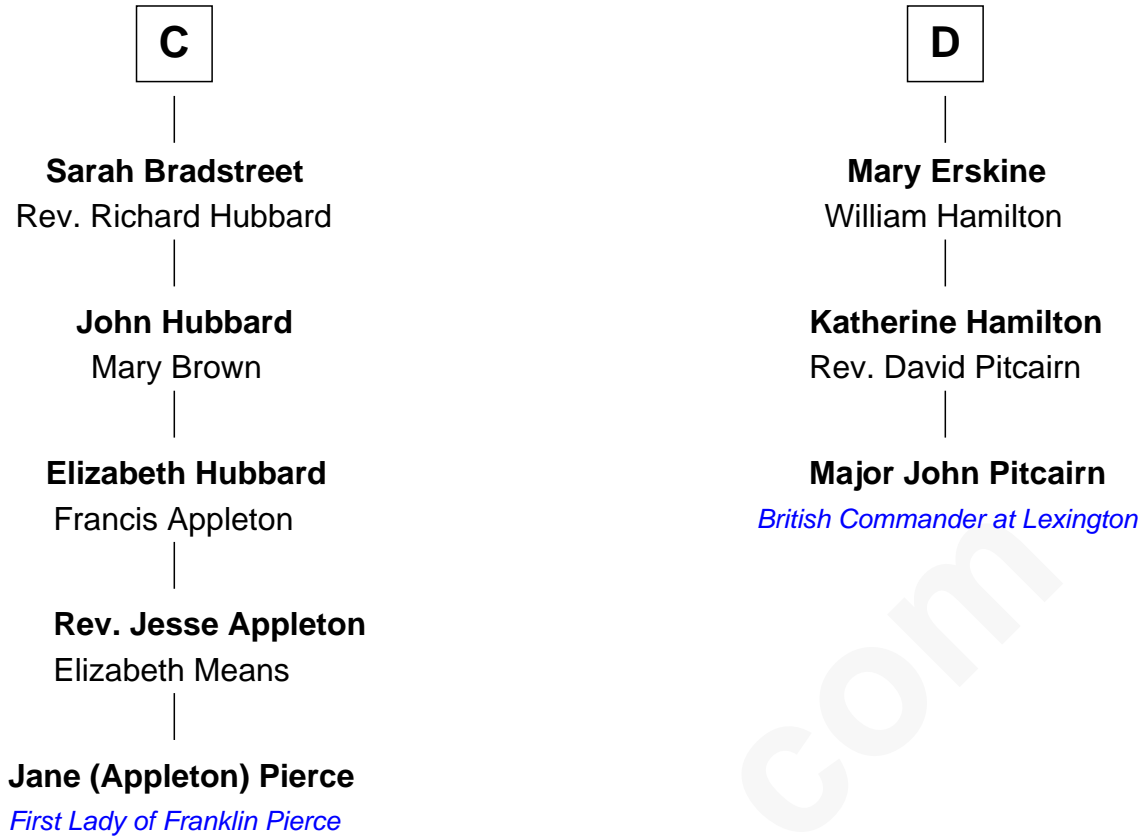 C
Sarah Bradstreet
Rev. Richard Hubbard
John Hubbard
Mary Brown
Elizabeth Hubbard
Francis Appleton
Rev. Jesse Appleton
Elizabeth Means
Jane (Appleton) Pierce
First Lady of Franklin Pierce
D
Mary Erskine
William Hamilton
Katherine Hamilton
Rev. David Pitcairn
Major John Pitcairn
British Commander at Lexington
com